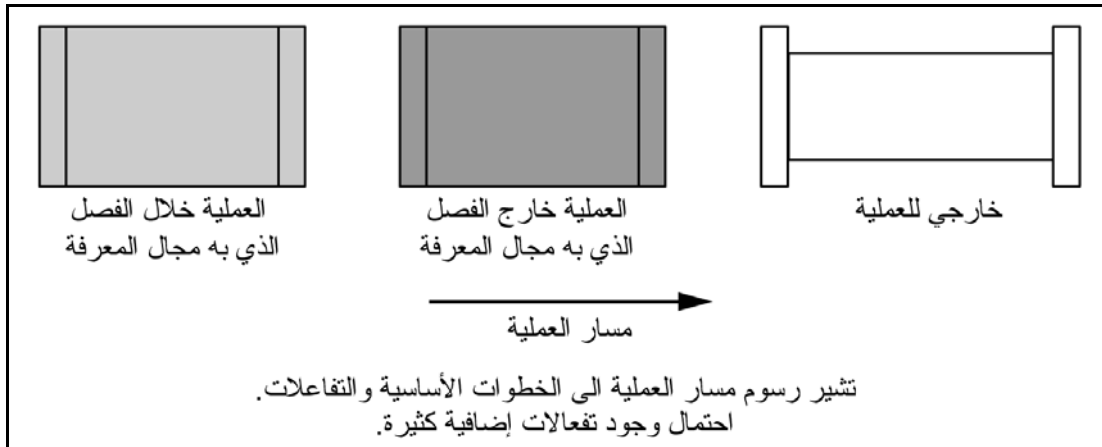 العملية خلال الفصل
الذي به مجال المعرفة
العملية خارج الفصل
الذي به مجال المعرفة
خارجي للعملية
مسار العملية
تشير رسوم مسار العملية الى الخطوات الأساسية والتفاعلات.
احتمال وجود تفعالات إضافية كثيرة.